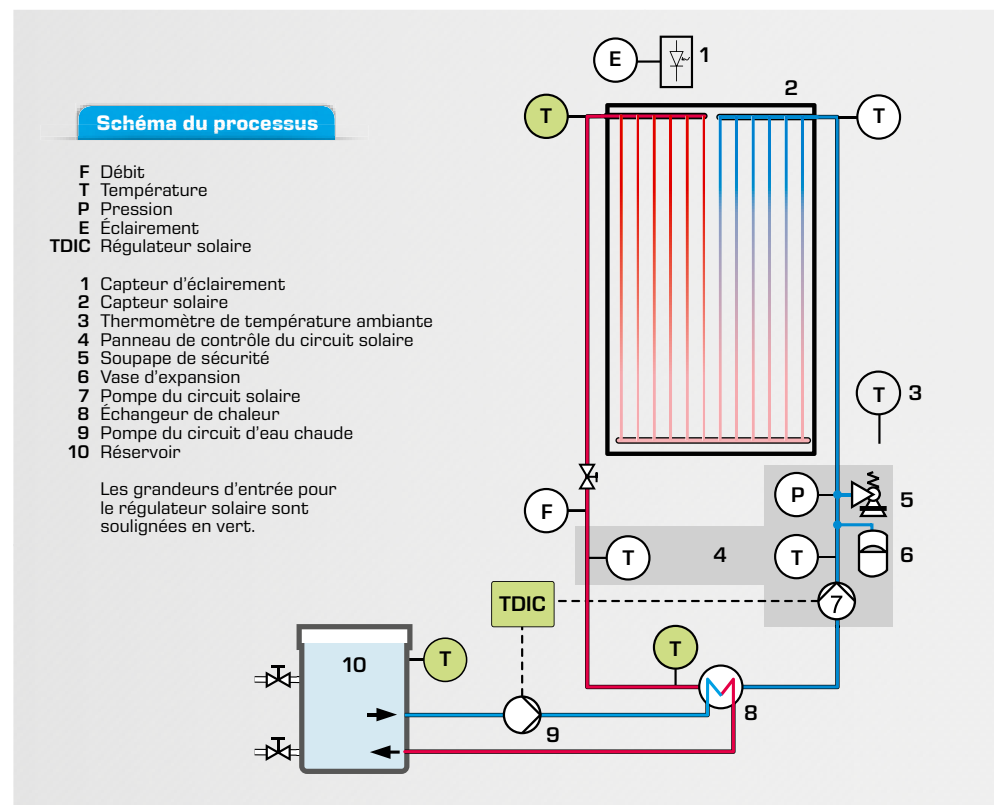 Schéma du processus
F Débit
T Température
P Pression
E Éclairement
TDIC Régulateur solaire
1 Capteur d'éclairement
2 Capteur solaire
3 Thermomètre de température ambiante
4 Panneau de contrôle du circuit solaire
5 Soupape de sécurité
6 Vase d'expansion
7 Pompe du circuit solaire
8 Échangeur de chaleur
9 Pompe du circuit d'eau chaude
10 Réservoir
Les grandeurs d'entrée pour
le régulateur solaire sont
soulignées en vert.
E
1
2
T
T
T
3
P
5
F
T
4
T
6
TDIC
7
10
T
T
8
9